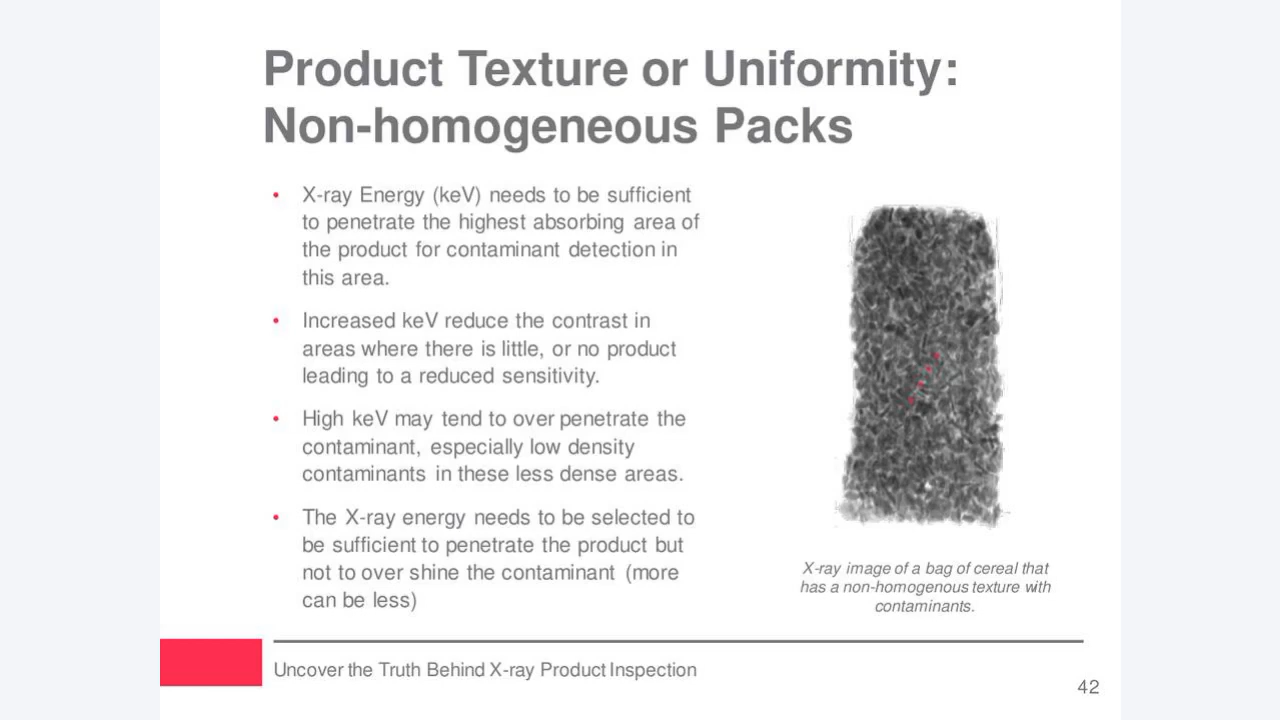 Product Texture or Uniformity:
Non-homogeneous Packs
• X-ray Energy (keV) needs to be sufficient
to penetrate the highest absorbing area of
the product for contaminant detection in
this area.
• Increased keV reduce the contrast in
areas where there is little, or no product
leading to a reduced sensitivity.
• High keV may tend to over penetrate the
contaminant, especially low density
contaminants in these less dense areas.
• The X-ray energy needs to be selected to
be sufficient to penetrate the product but
not to over shine the contaminant (more
can be less)
X-ray image of a bag of cereal that
has a non-homogenous texture with
contaminants.
Uncover the Truth Behind X-ray Product Inspection
42